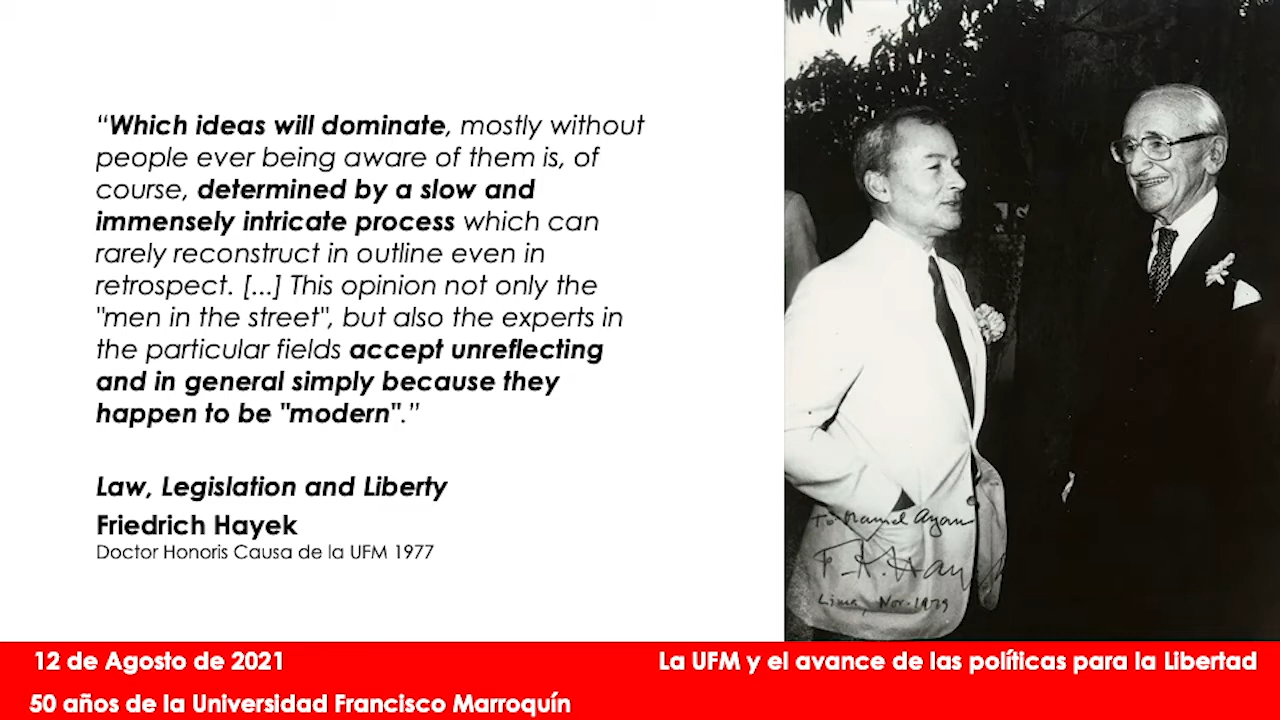 “Which ideas will dominate, mostly without
people ever being aware of them is, of
course, determined by a slow and
immensely intricate process which can
rarely reconstruct in outline even in
retrospect. [...] This opinion not only the
"men in the street", but also the experts in
the particular fields accept unreflecting
and in general simply because they
happen to be "modern".”
Law, Legislation and Liberty
Friedrich Hayek
Doctor Honoris Causa de la UFM 1977
To Manuel Ayau
F. A. Hayek
Lima, Nov. 1979
12 de Agosto de 2021
La UFM y el avance de las políticas para la Libertad
50 años de la Universidad Francisco Marroquín